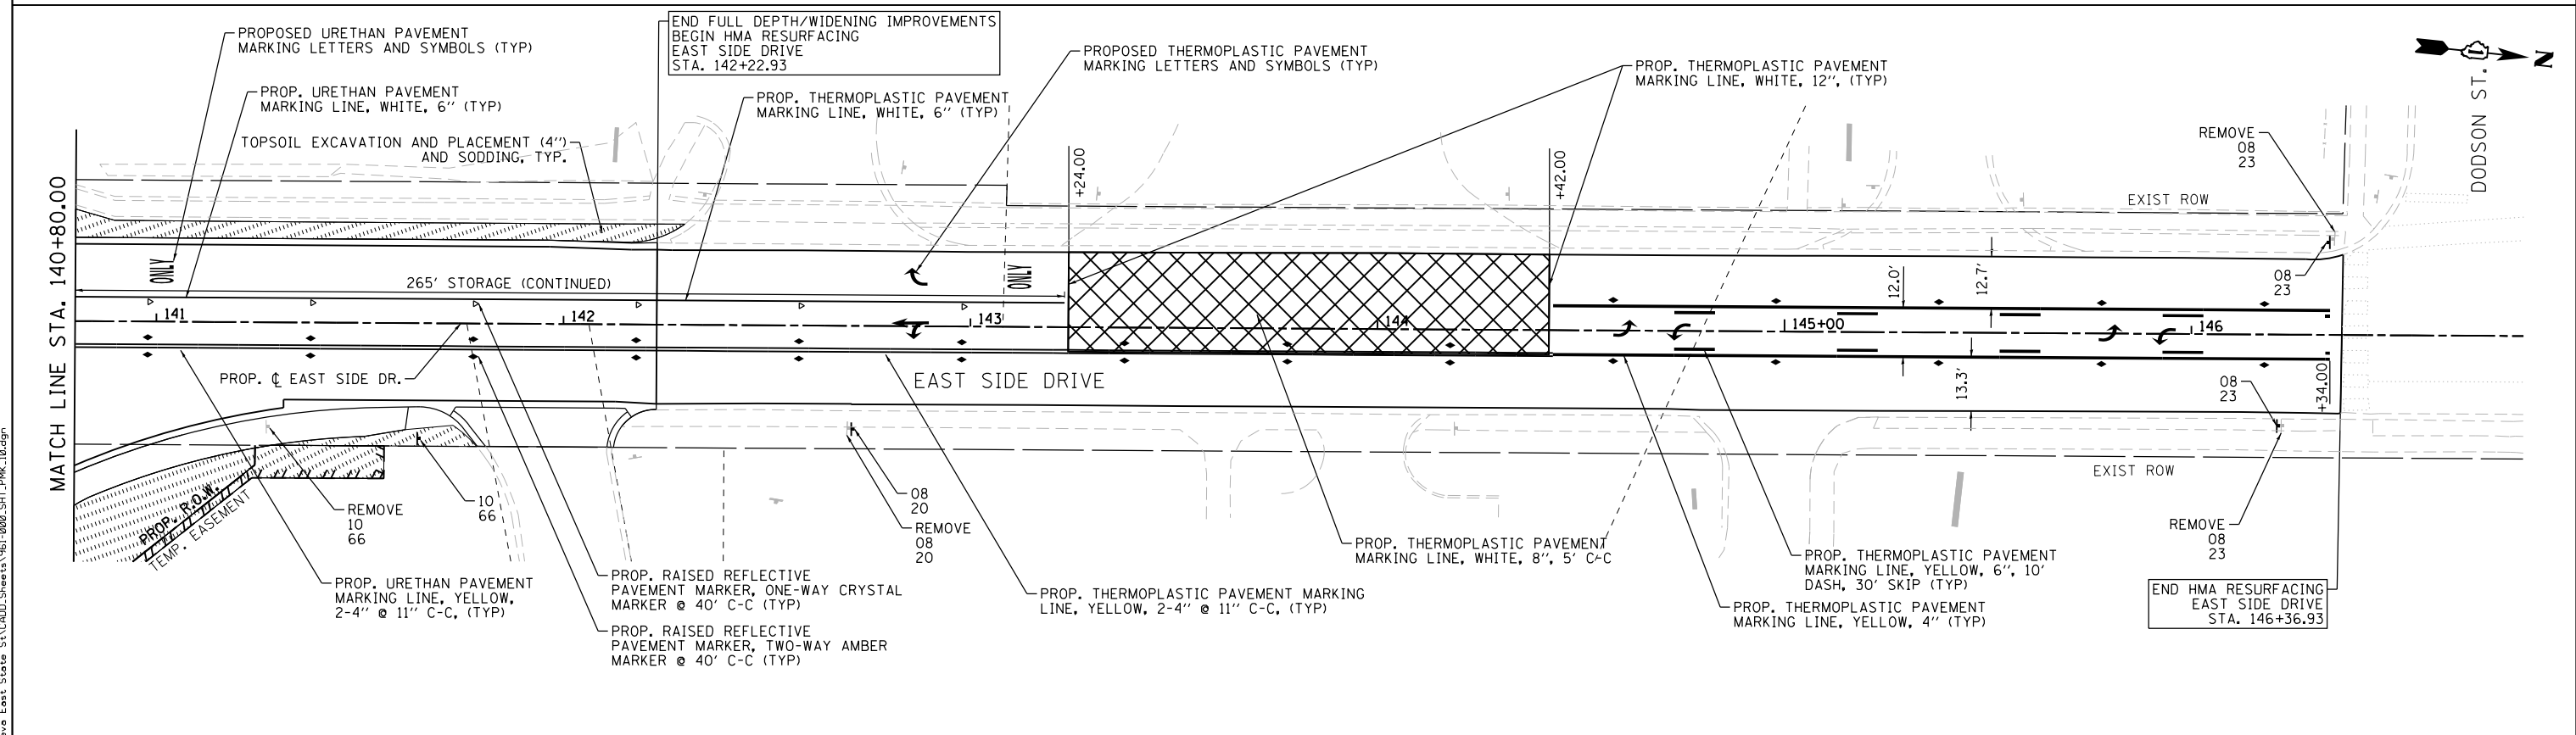 PROPOSED URETHAN PAVEMENT
MARKING LETTERS AND SYMBOLS (TYP)
PROP. URETHAN PAVEMENT
MARKING LINE, WHITE, 6" (TYP)
TOPSOIL EXCAVATION AND PLACEMENT (4")
AND SODDING, TYP.
END FULL DEPTH/WIDENING IMPROVEMENTS
BEGIN HMA RESURFACING
EAST SIDE DRIVE
STA. 142+22.93
PROP. THERMOPLASTIC PAVEMENT
MARKING LINE, WHITE, 6" (TYP)
PROPOSED THERMOPLASTIC PAVEMENT
MARKING LETTERS AND SYMBOLS (TYP)
PROP. THERMOPLASTIC PAVEMENT
MARKING LINE, WHITE, 12", (TYP)
REMOVE
08
23
N
DODSON ST.
MATCH LINE STA. 140+80.00
+24.00
+42.00
EXIST ROW
ONLY
265' STORAGE (CONTINUED)
ONLY
12.0'
12.7'
08
23
141
142
143
144
145+00
146
PROP. ℄ EAST SIDE DR.
EAST SIDE DRIVE
13.3'
08
23
+34.00
EXIST ROW
PROP. R.O.W.
TEMP. EASEMENT
REMOVE
10
66
10
66
08
20
REMOVE
08
20
REMOVE
08
23
PROP. URETHAN PAVEMENT
MARKING LINE, YELLOW,
2-4" @ 11" C-C, (TYP)
PROP. RAISED REFLECTIVE
PAVEMENT MARKER, ONE-WAY CRYSTAL
MARKER @ 40' C-C (TYP)
PROP. RAISED REFLECTIVE
PAVEMENT MARKER, TWO-WAY AMBER
MARKER @ 40' C-C (TYP)
PROP. THERMOPLASTIC PAVEMENT MARKING
LINE, YELLOW, 2-4" @ 11" C-C, (TYP)
PROP. THERMOPLASTIC PAVEMENT
MARKING LINE, WHITE, 8", 5' C-C
PROP. THERMOPLASTIC PAVEMENT
MARKING LINE, YELLOW, 6", 10'
DASH, 30' SKIP (TYP)
PROP. THERMOPLASTIC PAVEMENT
MARKING LINE, YELLOW, 4" (TYP)
END HMA RESURFACING
EAST SIDE DRIVE
STA. 146+36.93
East State St\CADD_Sheets\